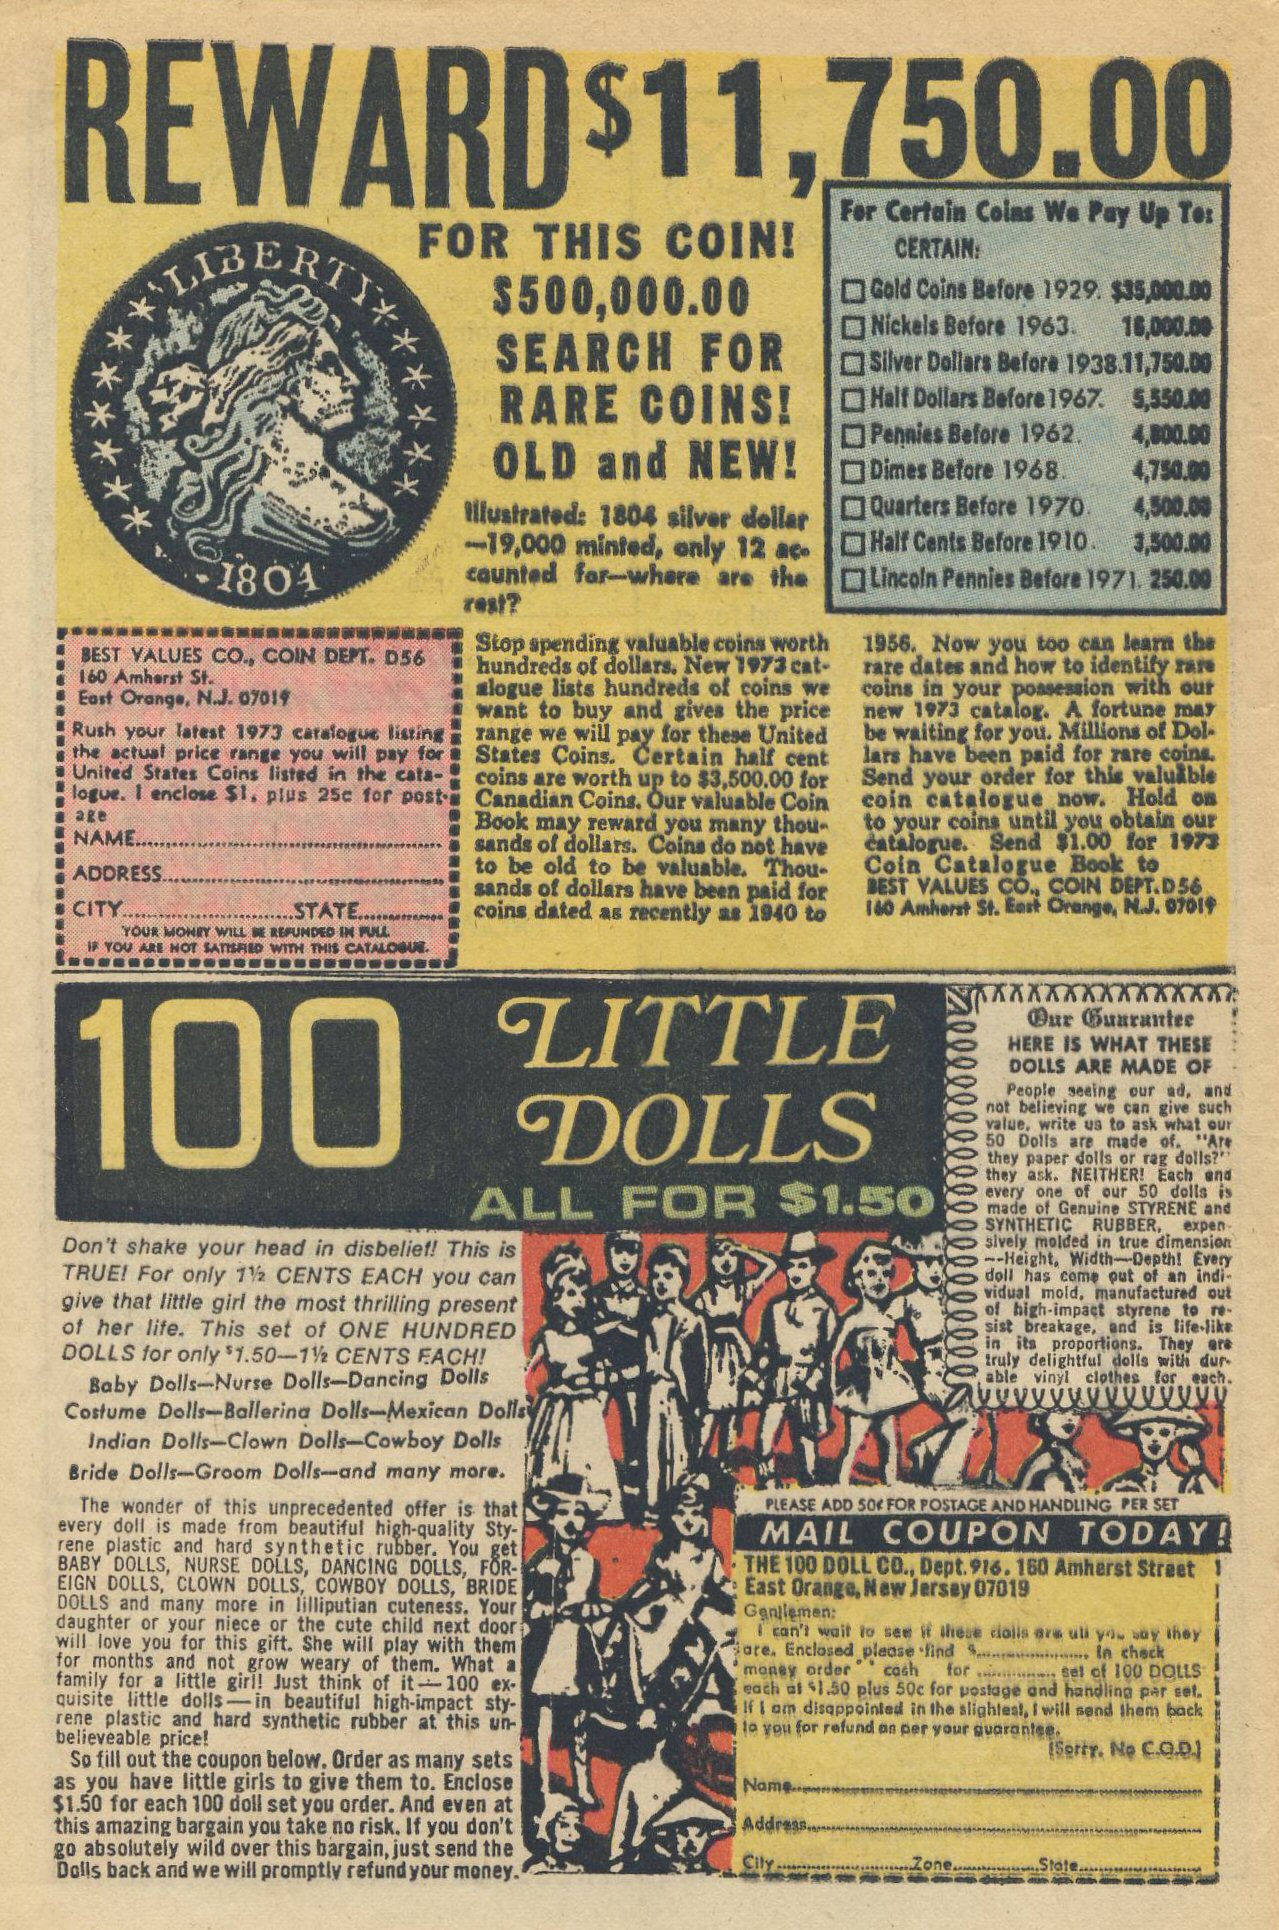 REWARD $11,750.00
FOR THIS COIN!
$500,000.00
SEARCH FOR
RARE COINS!
OLD and NEW!
LIBERTY
1804
Illustrated: 1804 silver dollar
—19,000 minted, only 12 ac-
counted for—where are the
rest?
For Certain Coins We Pay Up To:
CERTAIN:
Gold Coins Before 1929. $35,000.00
Nickels Before 1963. 16,000.00
Silver Dollars Before 1938. 11,750.00
Half Dollars Before 1967. 5,550.00
Pennies Before 1962. 4,800.00
Dimes Before 1968. 4,750.00
Quarters Before 1970. 4,500.00
Half Cents Before 1910. 3,500.00
Lincoln Pennies Before 1971. 250.00
BEST VALUES CO., COIN DEPT. D56
160 Amherst St.
East Orange, N.J. 07019
Rush your latest 1973 catalogue listing
the actual price range you will pay for
United States Coins listed in the cata-
logue. I enclose $1, plus 25c for post-
age
NAME
ADDRESS
CITY STATE
YOUR MONEY WILL BE REFUNDED IN FULL
IF YOU ARE NOT SATISFIED WITH THIS CATALOGUE.
Stop spending valuable coins worth
hundreds of dollars. New 1973 cat-
alogue lists hundreds of coins we
want to buy and gives the price
range we will pay for these United
States Coins. Certain half cent
coins are worth up to $3,500.00 for
Canadian Coins. Our valuable Coin
Book may reward you many thou-
sands of dollars. Coins do not have
to be old to be valuable. Thou-
sands of dollars have been paid for
coins dated as recently as 1940 to
1956. Now you too can learn the
rare dates and how to identify rare
coins in your possession with our
new 1973 catalog. A fortune may
be waiting for you. Millions of Dol-
lars have been paid for rare coins.
Send your order for this valuable
coin catalogue now. Hold on
to your coins until you obtain our
catalogue. Send $1.00 for 1973
Coin Catalogue Book to
BEST VALUES CO., COIN DEPT. D56
160 Amherst St. East Orange, N.J. 07019
100 LITTLE
DOLLS
ALL FOR $1.50
Our Guarantee
HERE IS WHAT THESE
DOLLS ARE MADE OF
People seeing our ad, and
not believing we can give such
value, write us to ask what our
50 Dolls are made of. "Are
they paper dolls or rag dolls?"
they ask. NEITHER! Each and
every one of our 50 dolls is
made of Genuine STYRENE and
SYNTHETIC RUBBER, expen-
sively molded in true dimension
---Height, Width—Depth! Every
doll has come out of an indi-
vidual mold, manufactured out
of high-impact styrene to re-
sist breakage, and is life-like
in its proportions. They are
truly delightful dolls with dur-
able vinyl clothes for each.
Don't shake your head in disbelief! This is
TRUE! For only 1½ CENTS EACH you can
give that little girl the most thrilling present
of her life. This set of ONE HUNDRED
DOLLS for only $1.50—1½ CENTS EACH!
Baby Dolls—Nurse Dolls—Dancing Dolls
Costume Dolls—Ballerina Dolls—Mexican Dolls
Indian Dolls—Clown Dolls—Cowboy Dolls
Bride Dolls—Groom Dolls—and many more.
The wonder of this unprecedented offer is that
every doll is made from beautiful high-quality Sty-
rene plastic and hard synthetic rubber. You get
BABY DOLLS, NURSE DOLLS, DANCING DOLLS, FOR-
EIGN DOLLS, CLOWN DOLLS, COWBOY DOLLS, BRIDE
DOLLS and many more in lilliputian cuteness. Your
daughter or your niece or the cute child next door
will love you for this gift. She will play with them
for months and not grow weary of them. What a
family for a little girl! Just think of it—100 ex-
quisite little dolls—in beautiful high-impact sty-
rene plastic and hard synthetic rubber at this un-
believeable price!
So fill out the coupon below. Order as many sets
as you have little girls to give them to. Enclose
$1.50 for each 100 doll set you order. And even at
this amazing bargain you take no risk. If you don't
go absolutely wild over this bargain, just send the
Dolls back and we will promptly refund your money.
PLEASE ADD 50¢ FOR POSTAGE AND HANDLING PER SET
MAIL COUPON TODAY!
THE 100 DOLL CO., Dept. 916. 160 Amherst Street
East Orange, New Jersey 07019
Gentlemen:
I can't wait to see if these dolls are all you say they
are. Enclosed please find $ In check
money order cash for set of 100 DOLLS
each at $1.50 plus 50c for postage and handling per set.
If I am disappointed in the slightest, I will send them back
to you for refund as per your guarantee.
(Sorry. No C.O.D.)
Name
Address
City Zone State